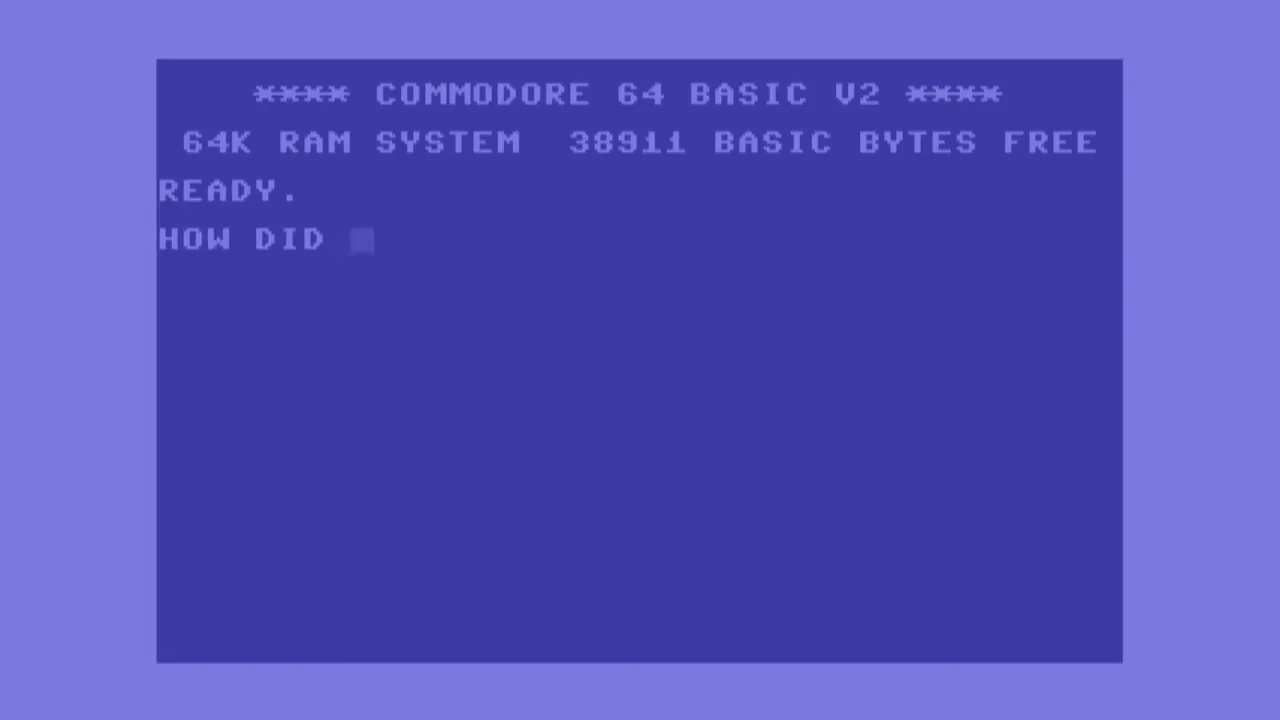 **** COMMODORE 64 BASIC V2 ****
64K RAM SYSTEM  38911 BASIC BYTES FREE
READY.
HOW DID